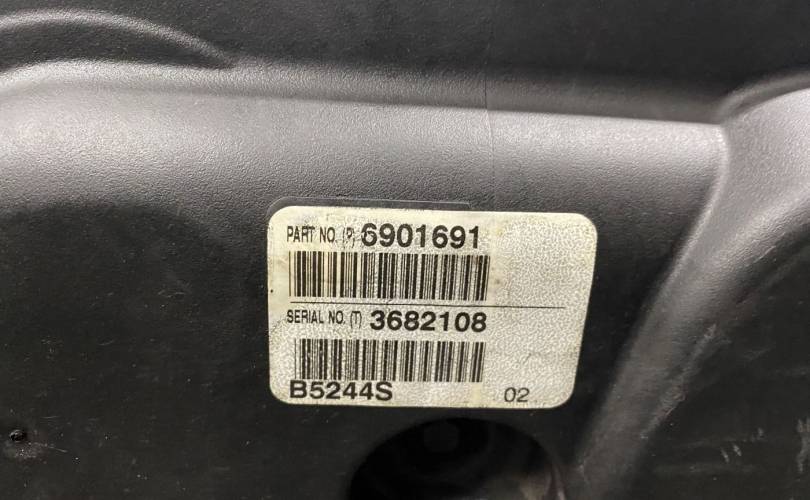 PART NO. (P) 6901691
SERIAL NO. (T) 3682108
B5244S 02